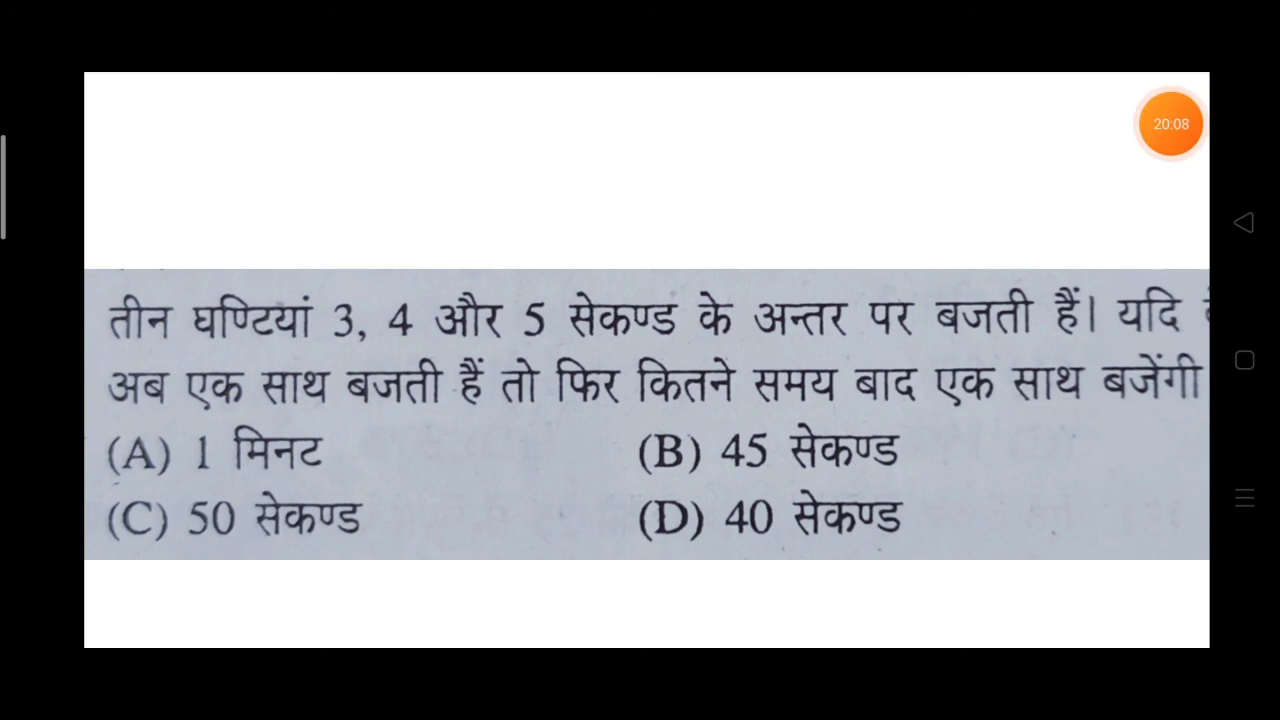 20:08
तीन घण्टियां 3, 4 और 5 सेकण्ड के अन्तर पर बजती हैं। यदि
अब एक साथ बजती हैं तो फिर कितने समय बाद एक साथ बजेंगी
(A) 1 मिनट (B) 45 सेकण्ड
(C) 50 सेकण्ड (D) 40 सेकण्ड